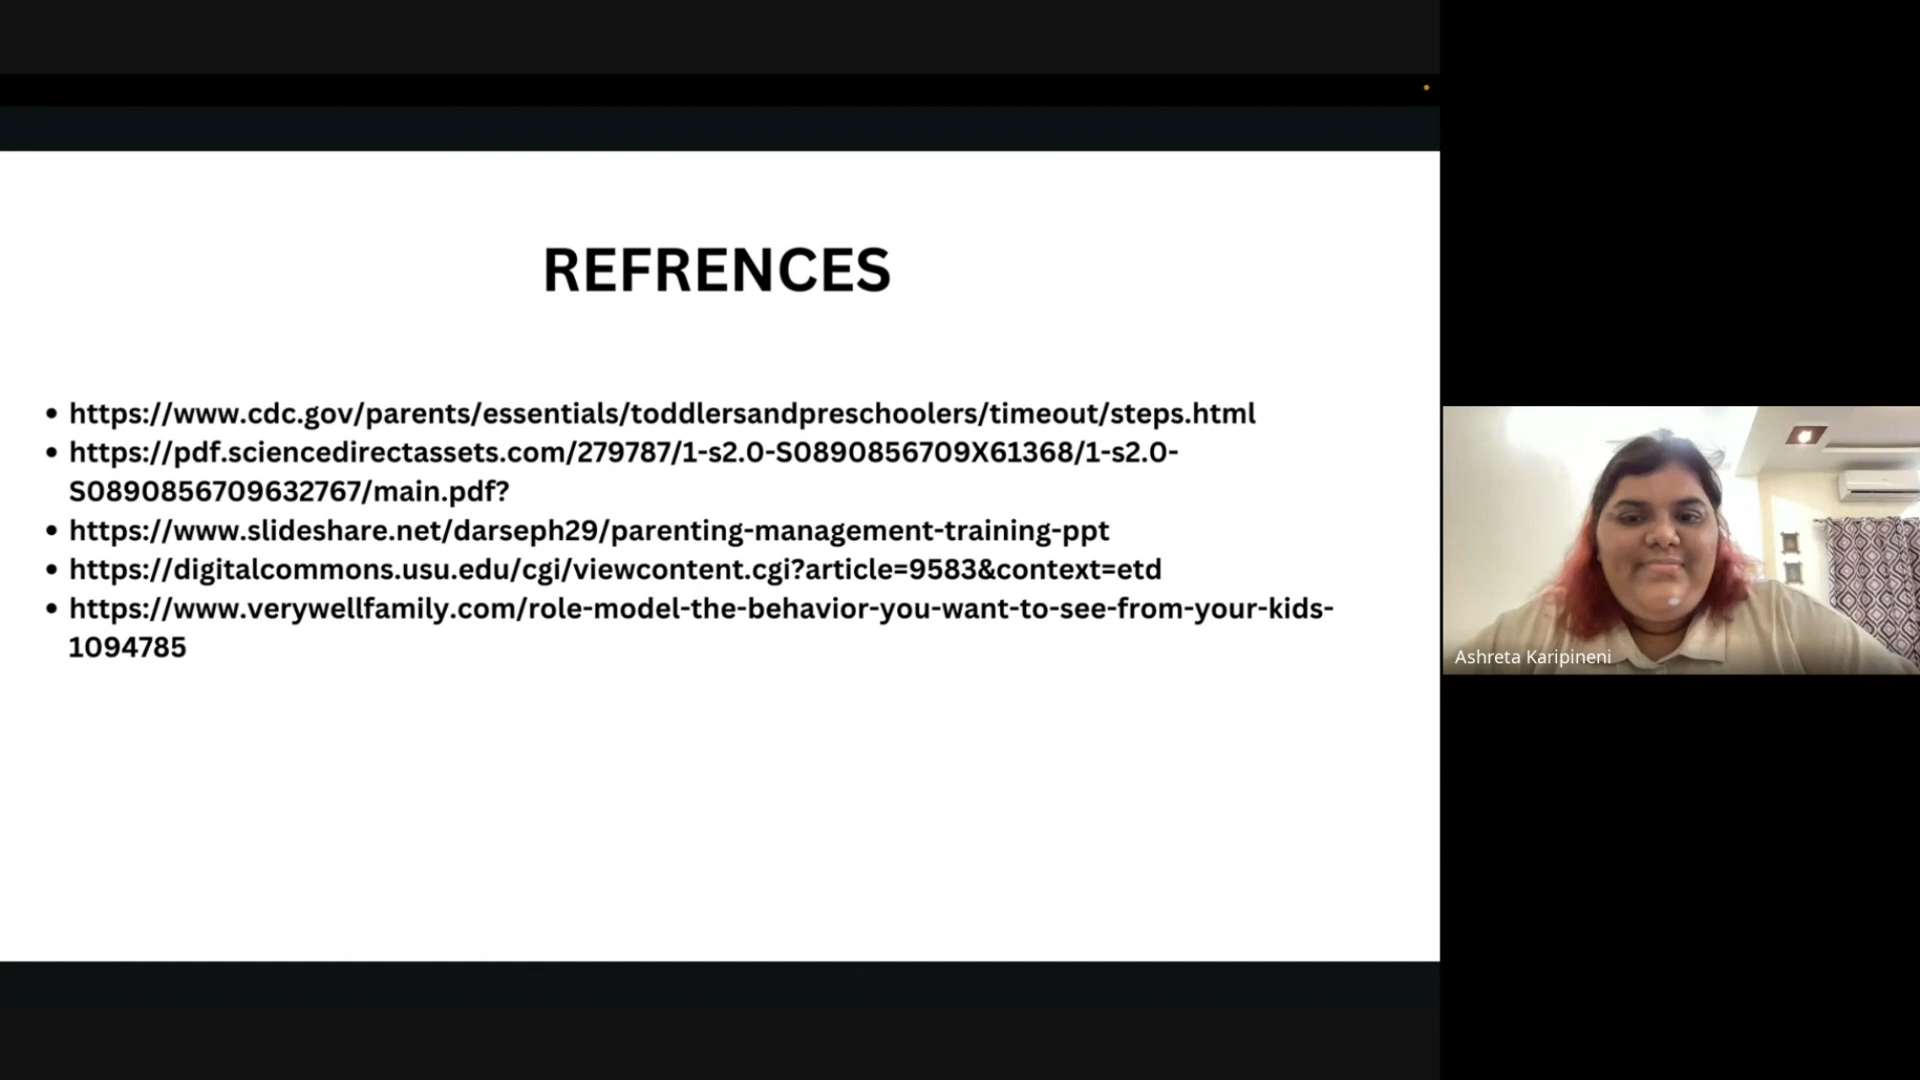 REFRENCES
• https://www.cdc.gov/parents/essentials/toddlersandpreschoolers/timeout/steps.html
• https://pdf.sciencedirectassets.com/279787/1-s2.0-S0890856709X61368/1-s2.0-
S0890856709632767/main.pdf?
• https://www.slideshare.net/darseph29/parenting-management-training-ppt
• https://digitalcommons.usu.edu/cgi/viewcontent.cgi?article=9583&context=etd
• https://www.verywellfamily.com/role-model-the-behavior-you-want-to-see-from-your-kids-
1094785
Ashreta Karipineni